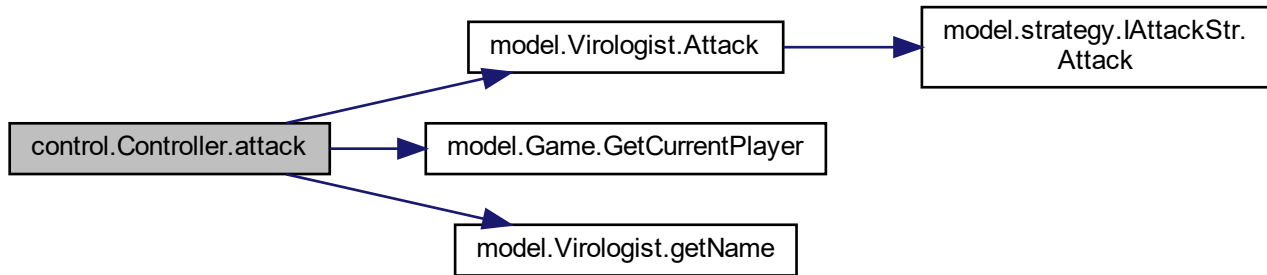 model.Virologist.Attack
model.strategy.IAttackStr.
Attack
control.Controller.attack
model.Game.GetCurrentPlayer
model.Virologist.getName